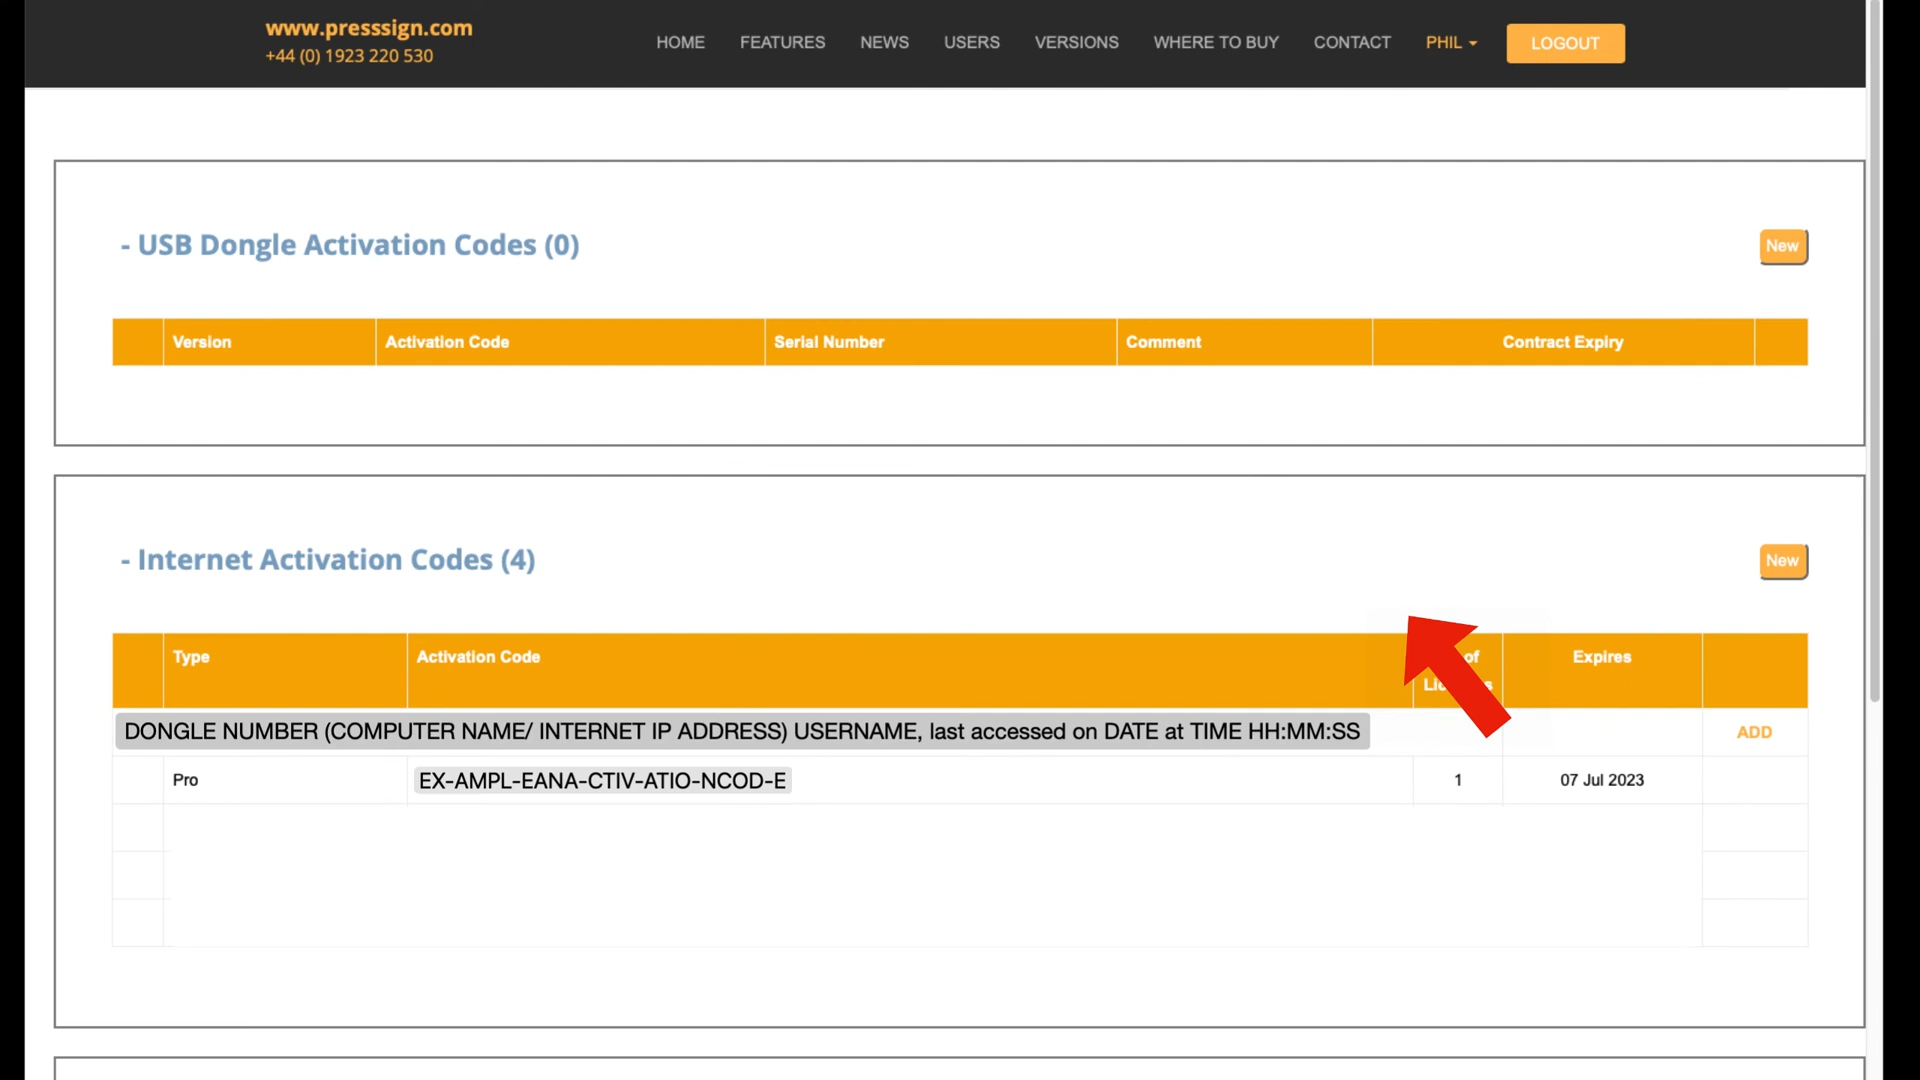 www.presssign.com
+44 (0) 1923 220 530
HOME FEATURES NEWS USERS VERSIONS WHERE TO BUY CONTACT PHIL LOGOUT
- USB Dongle Activation Codes (0)
New
Version Activation Code Serial Number Comment Contract Expiry
- Internet Activation Codes (4)
New
Type Activation Code of Expires
DONGLE NUMBER (COMPUTER NAME/ INTERNET IP ADDRESS) USERNAME, last accessed on DATE at TIME HH:MM:SS
ADD
Pro EX-AMPL-EANA-CTIV-ATIO-NCOD-E 1 07 Jul 2023